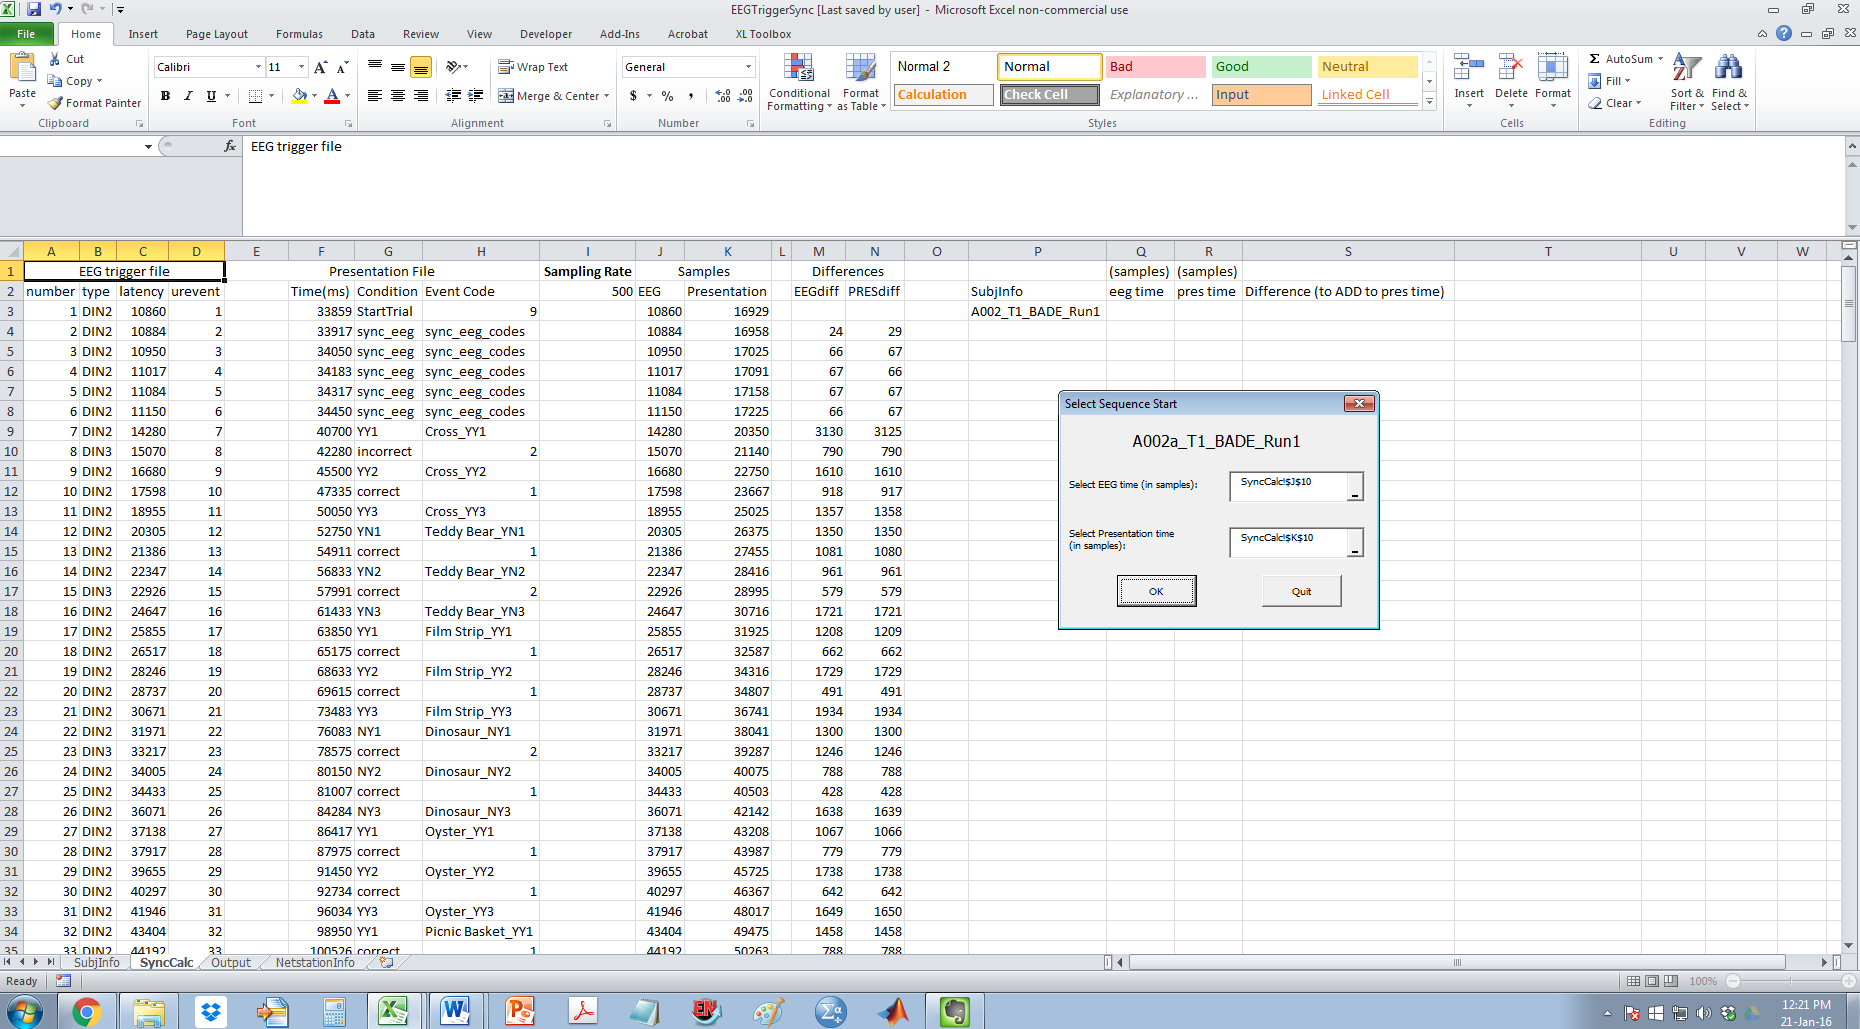 EEGTriggerSync [Last saved by user] - Microsoft Excel non-commercial use
File Home Insert Page Layout Formulas Data Review View Developer Add-Ins Acrobat XL Toolbox
Paste Cut Copy Format Painter Clipboard
Calibri 11 B I U Font
Wrap Text Merge & Center Alignment
General $ % , Number
Conditional Formatting Format as Table
Normal 2 Normal Bad Good Neutral
Calculation Check Cell Explanatory ... Input Linked Cell
Styles
Insert Delete Format Cells
AutoSum Fill Clear Sort & Filter Find & Select Editing
fx EEG trigger file
A B C D E F G H I J K L M N O P Q R S T U V W
1 EEG trigger file Presentation File Sampling Rate Samples Differences (samples) (samples)
2 number type latency urevent Time(ms) Condition Event Code 500 EEG Presentation EEGdiff PRESdiff SubjInfo eeg time pres time Difference (to ADD to pres time)
3 1 DIN2 10860 1 33859 StartTrial 9 10860 16929 A002_T1_BADE_Run1
4 2 DIN2 10884 2 33917 sync_eeg sync_eeg_codes 10884 16958 24 29
5 3 DIN2 10950 3 34050 sync_eeg sync_eeg_codes 10950 17025 66 67
6 4 DIN2 11017 4 34183 sync_eeg sync_eeg_codes 11017 17091 67 66
7 5 DIN2 11084 5 34317 sync_eeg sync_eeg_codes 11084 17158 67 67
8 6 DIN2 11150 6 34450 sync_eeg sync_eeg_codes 11150 17225 66 67
9 7 DIN2 14280 7 40700 YY1 Cross_YY1 14280 20350 3130 3125
10 8 DIN3 15070 8 42280 incorrect 2 15070 21140 790 790
11 9 DIN2 16680 9 45500 YY2 Cross_YY2 16680 22750 1610 1610
12 10 DIN2 17598 10 47335 correct 1 17598 23667 918 917
13 11 DIN2 18955 11 50050 YY3 Cross_YY3 18955 25025 1357 1358
14 12 DIN2 20305 12 52750 YN1 Teddy Bear_YN1 20305 26375 1350 1350
15 13 DIN2 21386 13 54911 correct 1 21386 27455 1081 1080
16 14 DIN2 22347 14 56833 YN2 Teddy Bear_YN2 22347 28416 961 961
17 15 DIN3 22926 15 57991 correct 2 22926 28995 579 579
18 16 DIN2 24647 16 61433 YN3 Teddy Bear_YN3 24647 30716 1721 1721
19 17 DIN2 25855 17 63850 YY1 Film Strip_YY1 25855 31925 1208 1209
20 18 DIN2 26517 18 65175 correct 1 26517 32587 662 662
21 19 DIN2 28246 19 68633 YY2 Film Strip_YY2 28246 34316 1729 1729
22 20 DIN2 28737 20 69615 correct 1 28737 34807 491 491
23 21 DIN2 30671 21 73483 YY3 Film Strip_YY3 30671 36741 1934 1934
24 22 DIN2 31971 22 76083 NY1 Dinosaur_NY1 31971 38041 1300 1300
25 23 DIN3 33217 23 78575 correct 2 33217 39287 1246 1246
26 24 DIN2 34005 24 80150 NY2 Dinosaur_NY2 34005 40075 788 788
27 25 DIN2 34433 25 81007 correct 1 34433 40503 428 428
28 26 DIN2 36071 26 84284 NY3 Dinosaur_NY3 36071 42142 1638 1639
29 27 DIN2 37138 27 86417 YY1 Oyster_YY1 37138 43208 1067 1066
30 28 DIN2 37917 28 87975 correct 1 37917 43987 779 779
31 29 DIN2 39655 29 91450 YY2 Oyster_YY2 39655 45725 1738 1738
32 30 DIN2 40297 30 92734 correct 1 40297 46367 642 642
33 31 DIN2 41946 31 96034 YY3 Oyster_YY3 41946 48017 1649 1650
34 32 DIN2 43404 32 98950 YY1 Picnic Basket_YY1 43404 49475 1458 1458
35 33 DIN2 44192 33 100526 correct 1 44192 50263 788 788
Select Sequence Start
A002a_T1_BADE_Run1
Select EEG time (in samples): SyncCalc!$J$10
Select Presentation time
(in samples): SyncCalc!$K$10
OK Quit
SubjInfo SyncCalc Output NetstationInfo
Ready 100%
12:21 PM
21-Jan-16